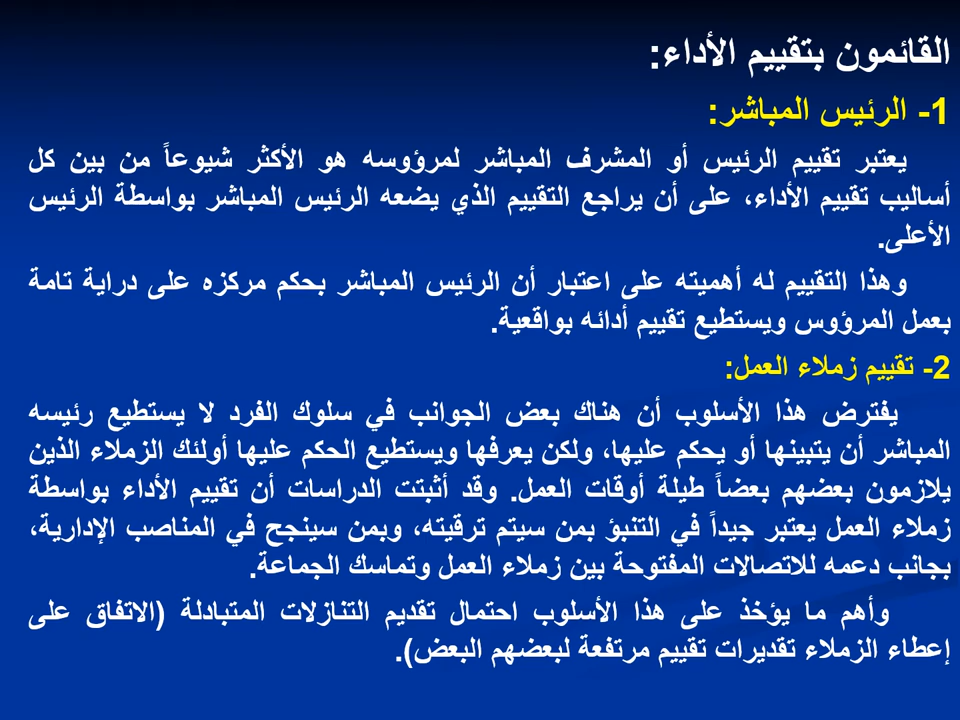 القائمون بتقييم الأداء:
1- الرئيس المباشر:
يعتبر تقييم الرئيس أو المشرف المباشر لمرؤوسه هو الأكثر شيوعاً من بين كل
أساليب تقييم الأداء، على أن يراجع التقييم الذي يضعه الرئيس المباشر بواسطة الرئيس
الأعلى.
وهذا التقييم له أهميته على اعتبار أن الرئيس المباشر بحكم مركزه على دراية تامة
بعمل المرؤوس ويستطيع تقييم أدائه بواقعية.
2- تقييم زملاء العمل:
يفترض هذا الأسلوب أن هناك بعض الجوانب في سلوك الفرد لا يستطيع رئيسه
المباشر أن يتبينها أو يحكم عليها، ولكن يعرفها ويستطيع الحكم عليها أولئك الزملاء الذين
يلازمون بعضهم بعضاً طيلة أوقات العمل. وقد أثبتت الدراسات أن تقييم الأداء بواسطة
زملاء العمل يعتبر جيداً في التنبؤ بمن سيتم ترقيته، وبمن سينجح في المناصب الإدارية،
بجانب دعمه للاتصالات المفتوحة بين زملاء العمل وتماسك الجماعة.
وأهم ما يؤخذ على هذا الأسلوب احتمال تقديم التنازلات المتبادلة (الاتفاق على
إعطاء الزملاء تقديرات تقييم مرتفعة لبعضهم البعض).